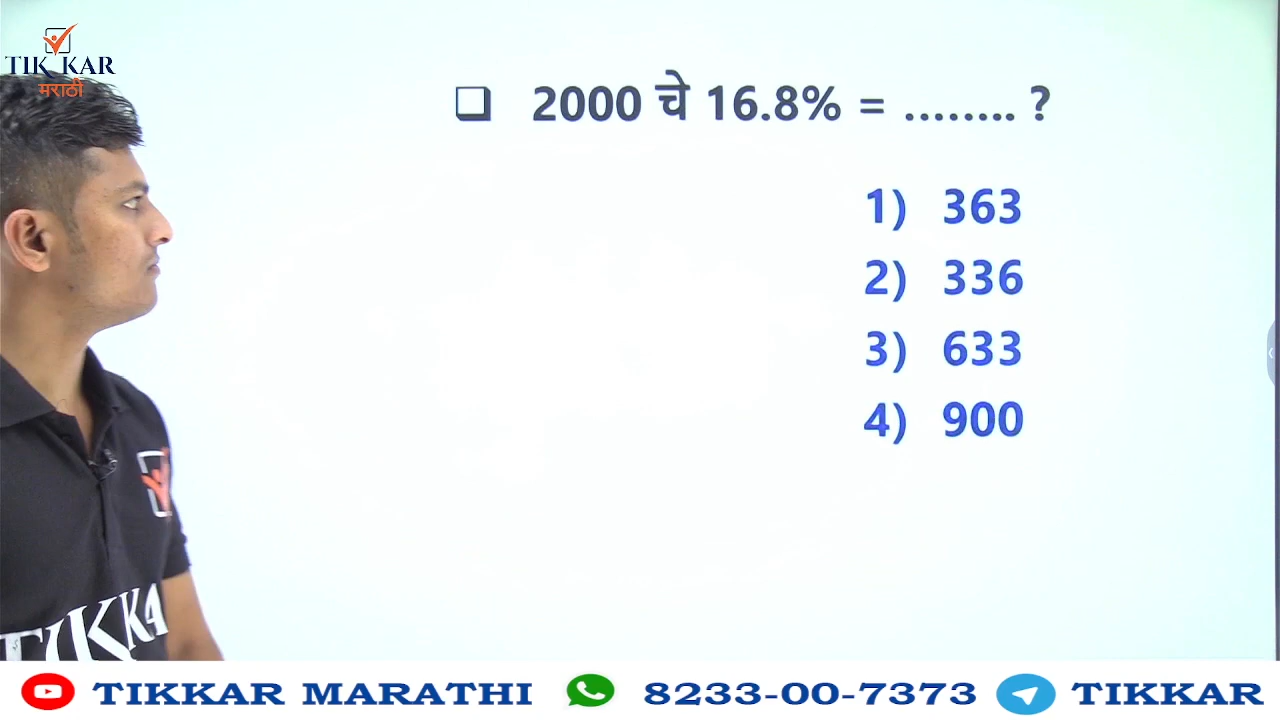 TIKKAR
मराठी
❑ 2000 चे 16.8% = ........ ?
1) 363
2) 336
3) 633
4) 900
TIKKA
TIKKAR MARATHI 8233-00-7373 TIKKAR